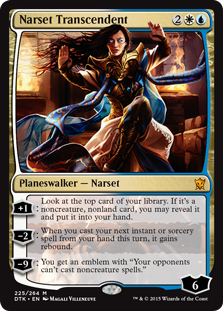 Narset Transcendent 2
Planeswalker — Narset
+1: Look at the top card of your library. If it's a
noncreature, nonland card, you may reveal it
and put it into your hand.
-2: When you cast your next instant or sorcery
spell from your hand this turn, it gains
rebound.
-9: You get an emblem with “Your opponents
can't cast noncreature spells.”
6
225/264 M
DTK • EN Magali Villeneuve
™ & © 2015 Wizards of the Coast